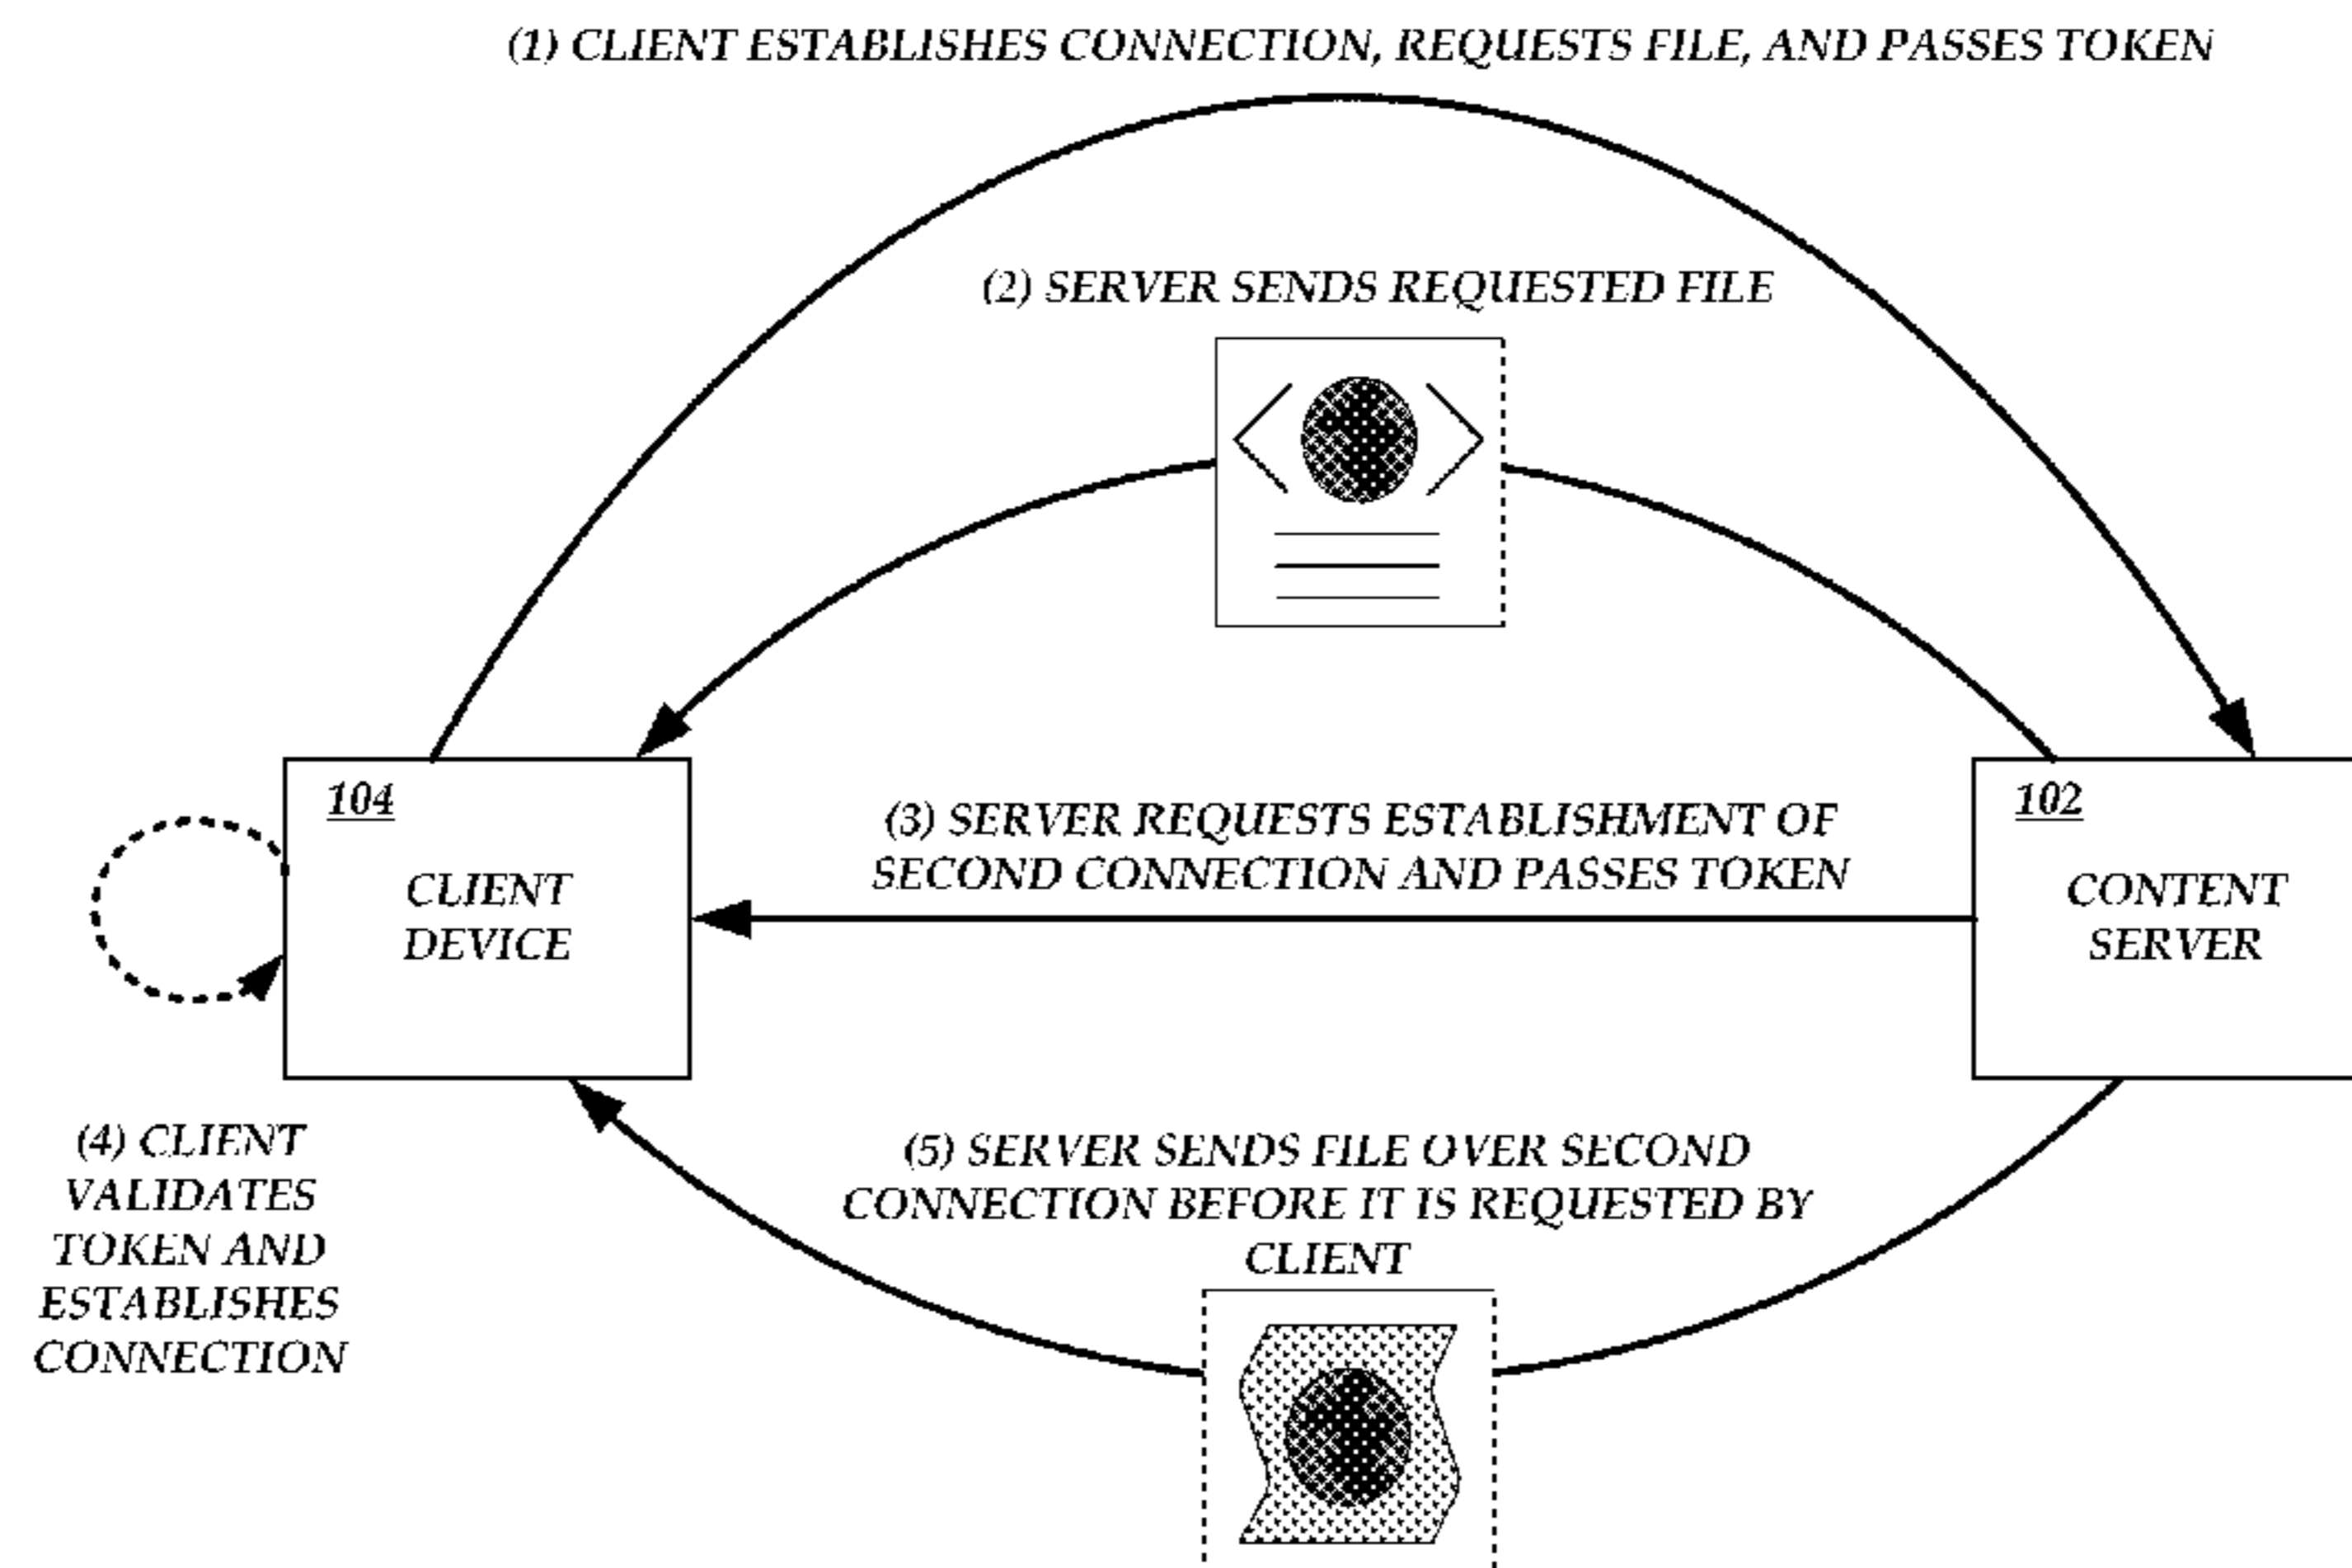 (1) CLIENT ESTABLISHES CONNECTION, REQUESTS FILE, AND PASSES TOKEN
(2) SERVER SENDS REQUESTED FILE
104
CLIENT
DEVICE
(3) SERVER REQUESTS ESTABLISHMENT OF
SECOND CONNECTION AND PASSES TOKEN
102
CONTENT
SERVER
(4) CLIENT
VALIDATES
TOKEN AND
ESTABLISHES
CONNECTION
(5) SERVER SENDS FILE OVER SECOND
CONNECTION BEFORE IT IS REQUESTED BY
CLIENT